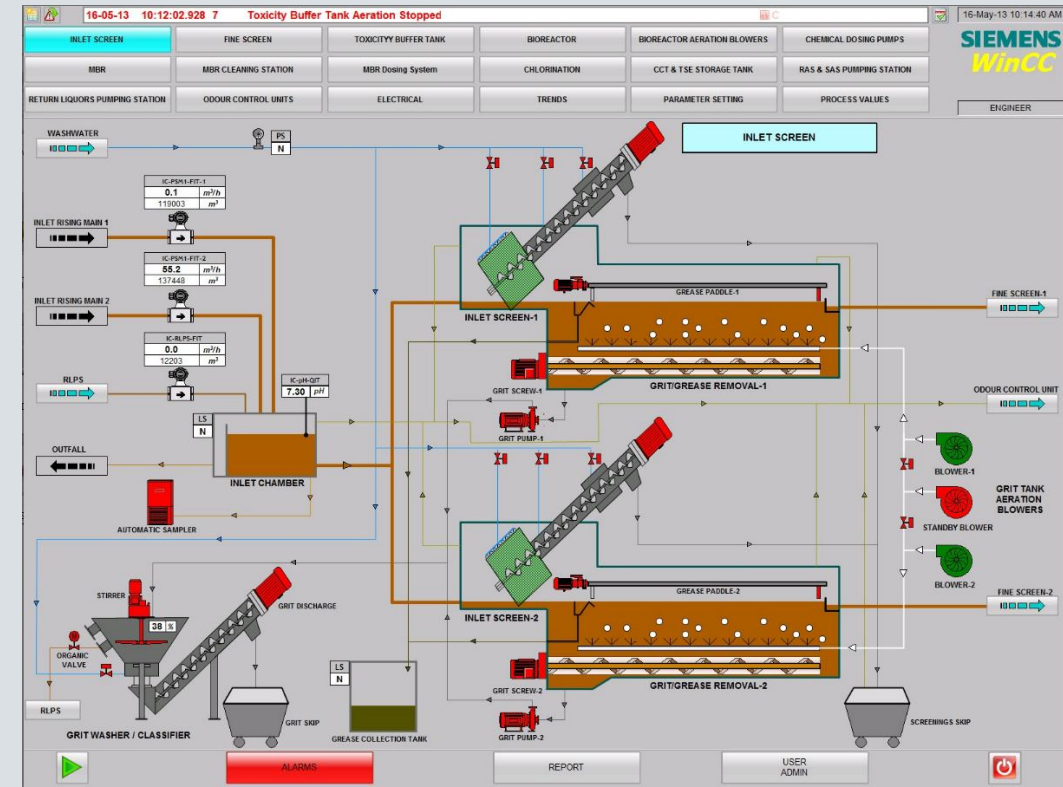 16-05-13 10:12:02.928 7 Toxicity Buffer Tank Aeration Stopped
16-May-13 10:14:40 AM
INLET SCREEN
FINE SCREEN
TOXICITYY BUFFER TANK
BIOREACTOR
BIOREACTOR AERATION BLOWERS
CHEMICAL DOSING PUMPS
SIEMENS
WinCC
MBR
MBR CLEANING STATION
MBR Dosing System
CHLORINATION
CCT & TSE STORAGE TANK
RAS & SAS PUMPING STATION
RETURN LIQUORS PUMPING STATION
ODOUR CONTROL UNITS
ELECTRICAL
TRENDS
PARAMETER SETTING
PROCESS VALUES
ENGINEER
WASHWATER
PS
N
INLET SCREEN
IC-PSM1-FIT-1
0.1 m³/h
119003 m³
INLET RISING MAIN 1
IC-PSM1-FIT-2
55.2 m³/h
137448 m³
INLET RISING MAIN 2
IC-RLPS-FIT
0.0 m³/h
12203 m³
RLPS
IC-pH-QIT
7.30 pH
LS
N
OUTFALL
INLET CHAMBER
AUTOMATIC SAMPLER
GREASE PADDLE-1
INLET SCREEN-1
GRIT SCREW-1
GRIT/GREASE REMOVAL-1
GRIT PUMP-1
FINE SCREEN-1
ODOUR CONTROL UNIT
BLOWER-1
GRIT TANK
AERATION
BLOWERS
STANDBY BLOWER
BLOWER-2
GREASE PADDLE-2
INLET SCREEN-2
GRIT SCREW-2
GRIT/GREASE REMOVAL-2
GRIT PUMP-2
FINE SCREEN-2
STIRRER
GRIT DISCHARGE
38 %
ORGANIC
VALVE
RLPS
GRIT WASHER / CLASSIFIER
GRIT SKIP
LS
N
GREASE COLLECTION TANK
SCREENINGS SKIP
ALARMS
REPORT
USER
ADMIN